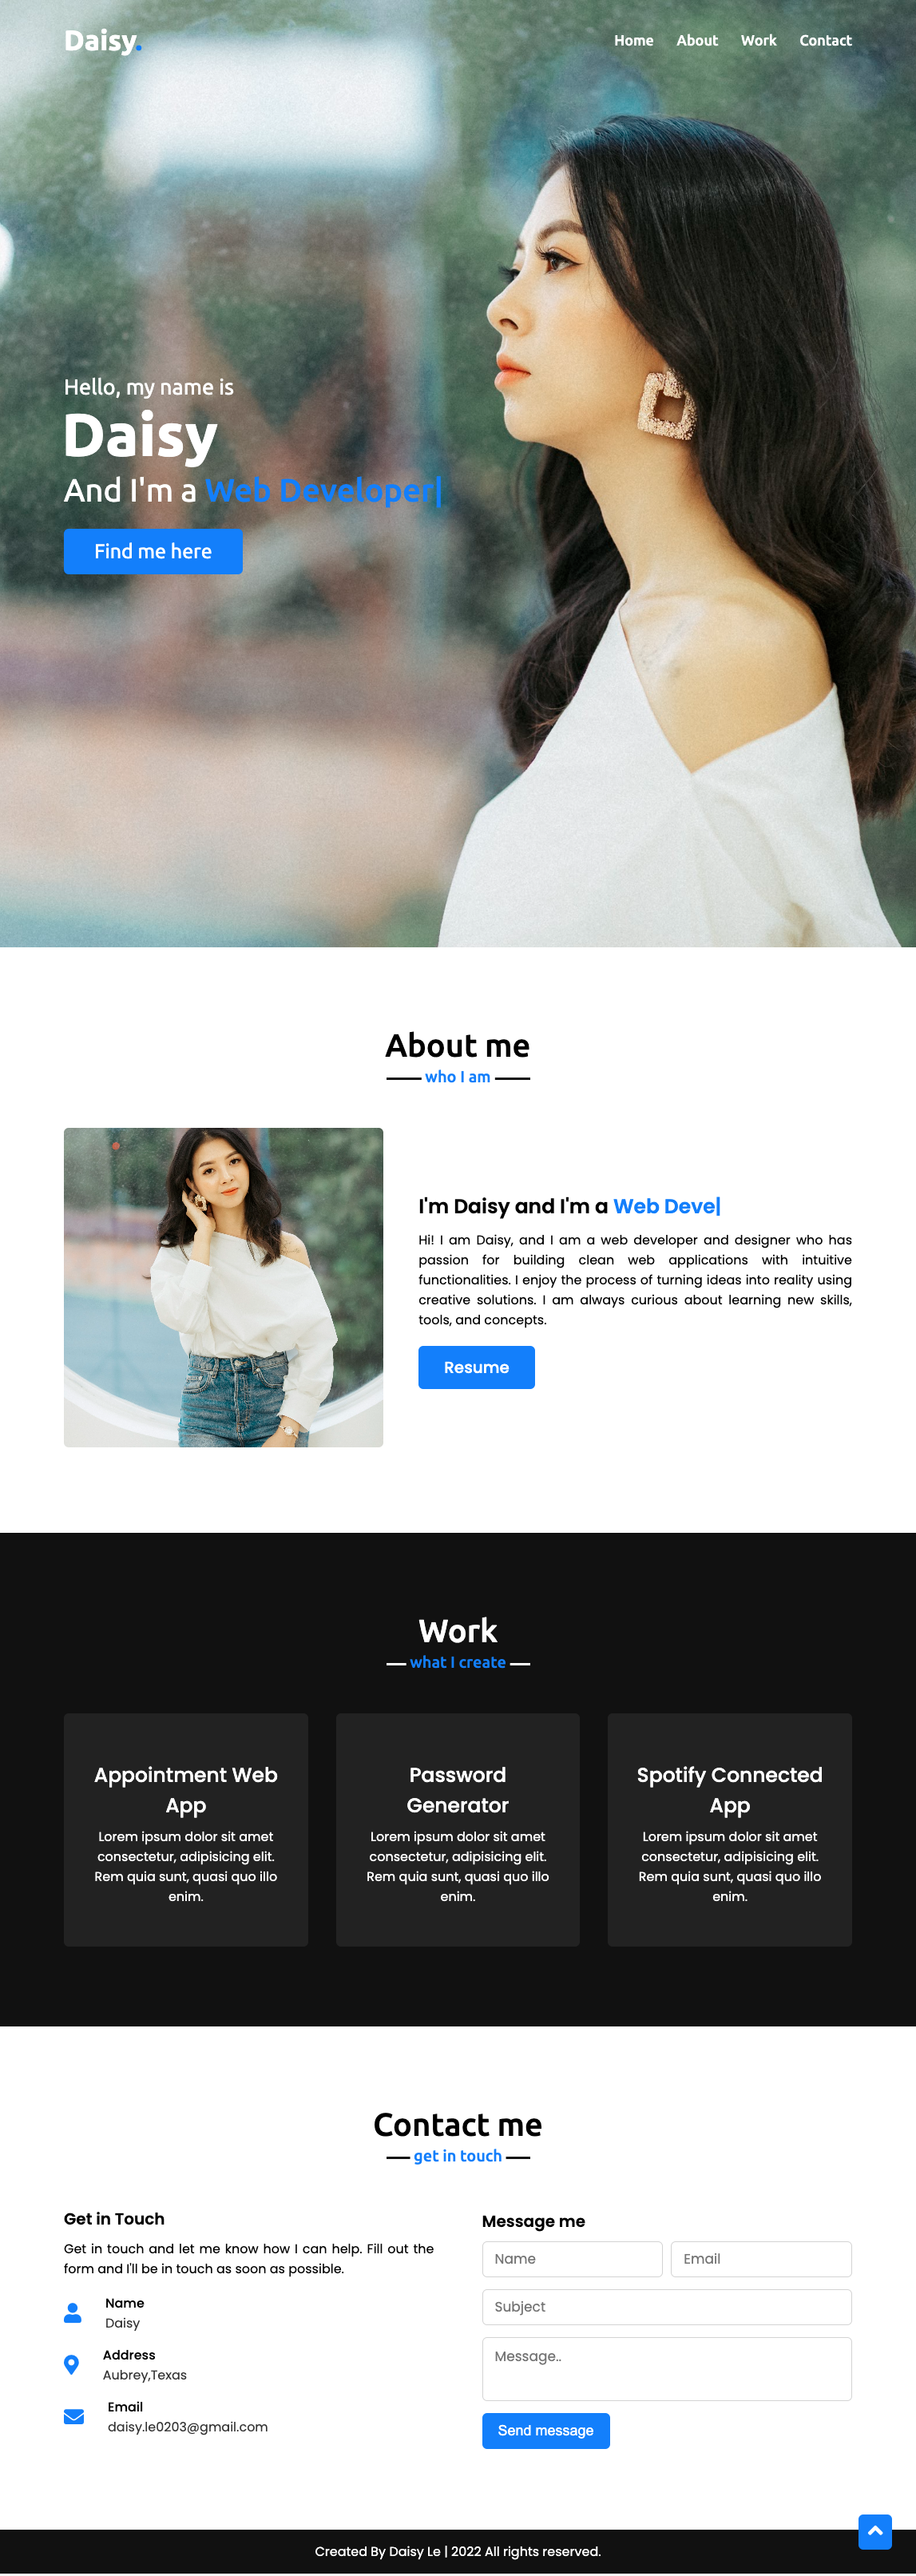 Daisy.
Home About Work Contact
Hello, my name is
Daisy
And I'm a Web Developer|
Find me here
About me
who I am
I'm Daisy and I'm a Web Deve|
Hi! I am Daisy, and I am a web developer and designer who has
passion for building clean web applications with intuitive
functionalities. I enjoy the process of turning ideas into reality using
creative solutions. I am always curious about learning new skills,
tools, and concepts.
Resume
Work
what I create
Appointment Web
App
Lorem ipsum dolor sit amet
consectetur, adipisicing elit.
Rem quia sunt, quasi quo illo
enim.
Password
Generator
Lorem ipsum dolor sit amet
consectetur, adipisicing elit.
Rem quia sunt, quasi quo illo
enim.
Spotify Connected
App
Lorem ipsum dolor sit amet
consectetur, adipisicing elit.
Rem quia sunt, quasi quo illo
enim.
Contact me
get in touch
Get in Touch
Get in touch and let me know how I can help. Fill out the
form and I'll be in touch as soon as possible.
Name
Daisy
Address
Aubrey,Texas
Email
daisy.le0203@gmail.com
Message me
Name
Email
Subject
Message..
Send message
Created By Daisy Le | 2022 All rights reserved.